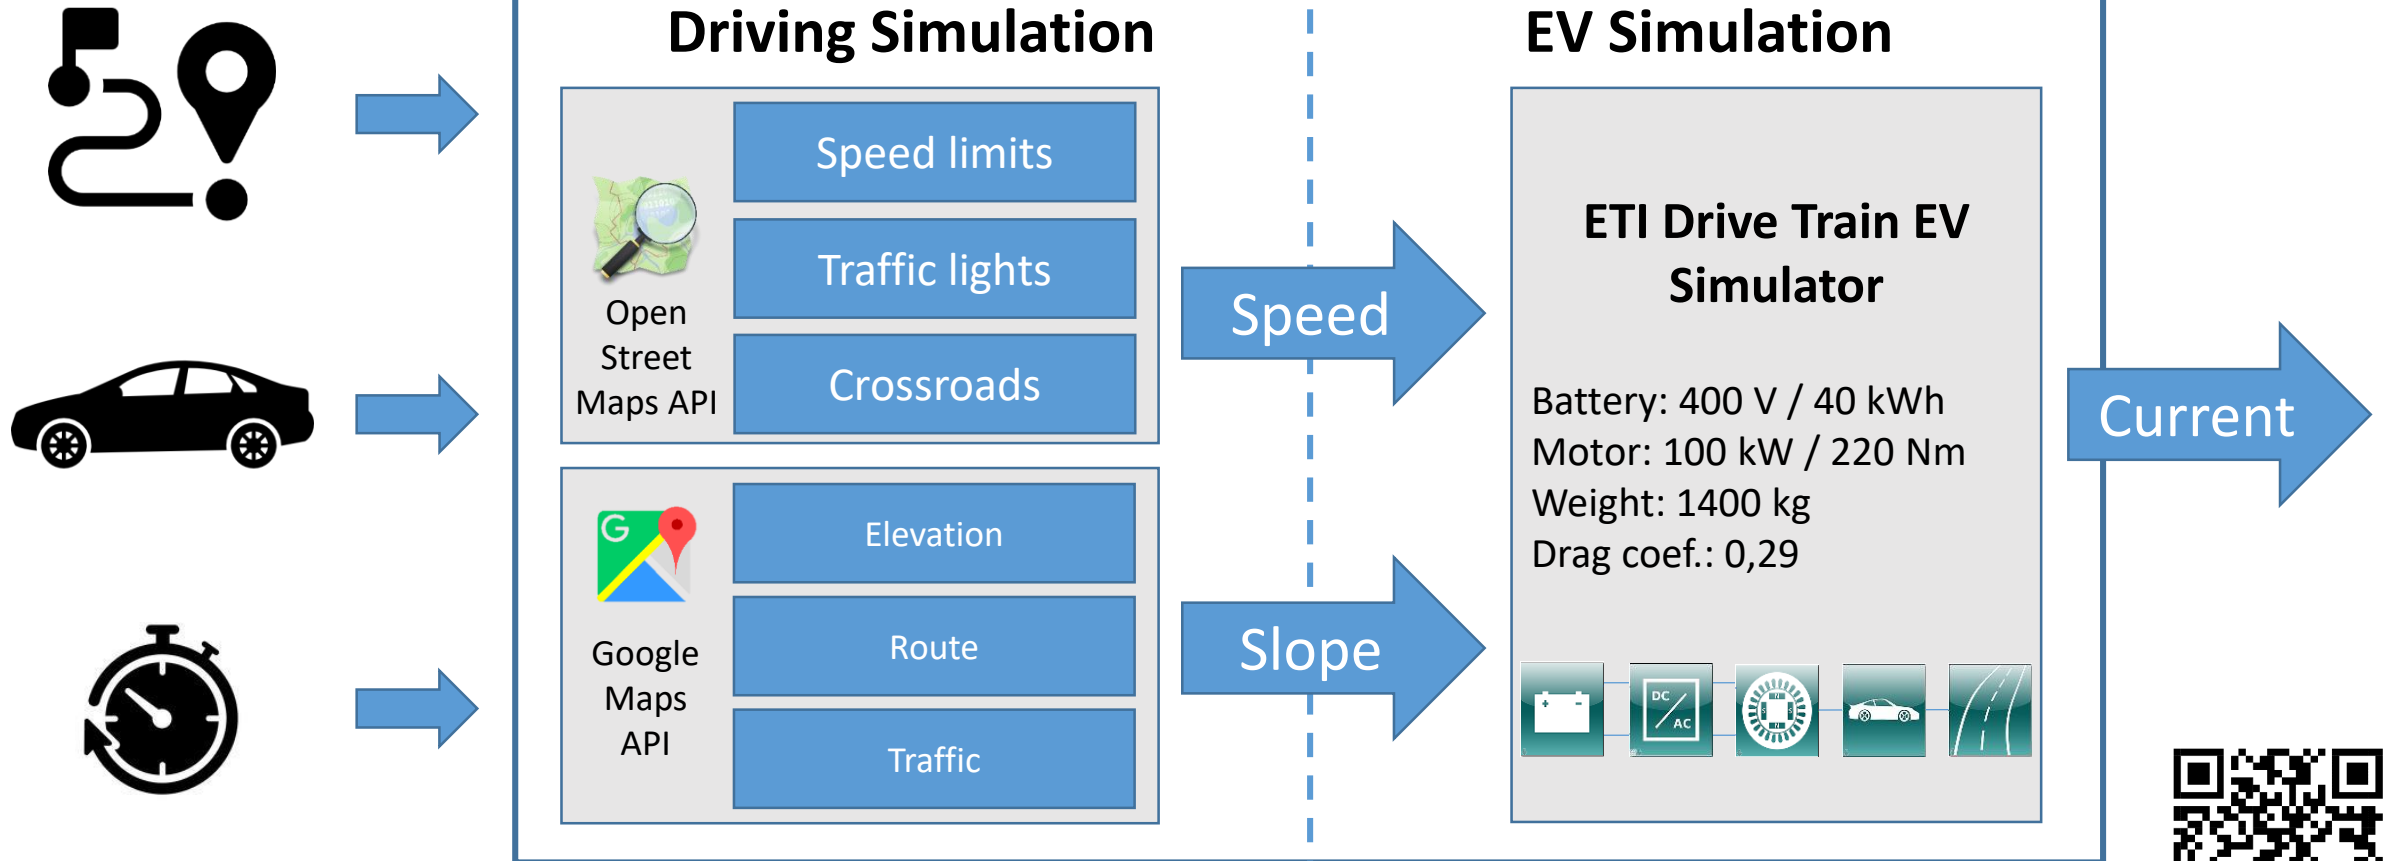 Driving Simulation
EV Simulation
Speed limits
Traffic lights
Crossroads
Open
Street
Maps API
G
Elevation
Route
Traffic
Google
Maps
API
Speed
Slope
ETI Drive Train EV
Simulator
Battery: 400 V / 40 kWh
Motor: 100 kW / 220 Nm
Weight: 1400 kg
Drag coef.: 0,29
DC
AC
Current